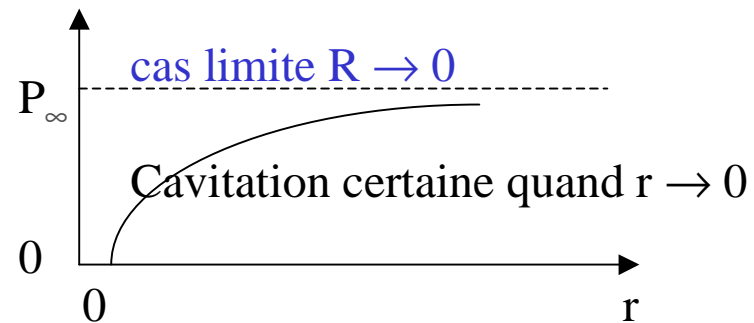 cas limite R → 0
P∞
Cavitation certaine quand r → 0
0
0
r